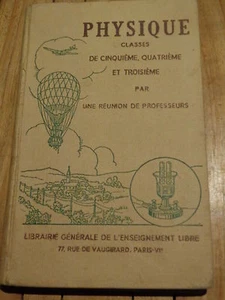 PHYSIQUE
CLASSES
DE CINQUIÈME, QUATRIÈME
ET TROISIÈME
PAR
UNE RÉUNION DE PROFESSEURS
LIBRAIRIE GÉNÉRALE DE L'ENSEIGNEMENT LIBRE
77, RUE DE VAUGIRARD, PARIS-VIe